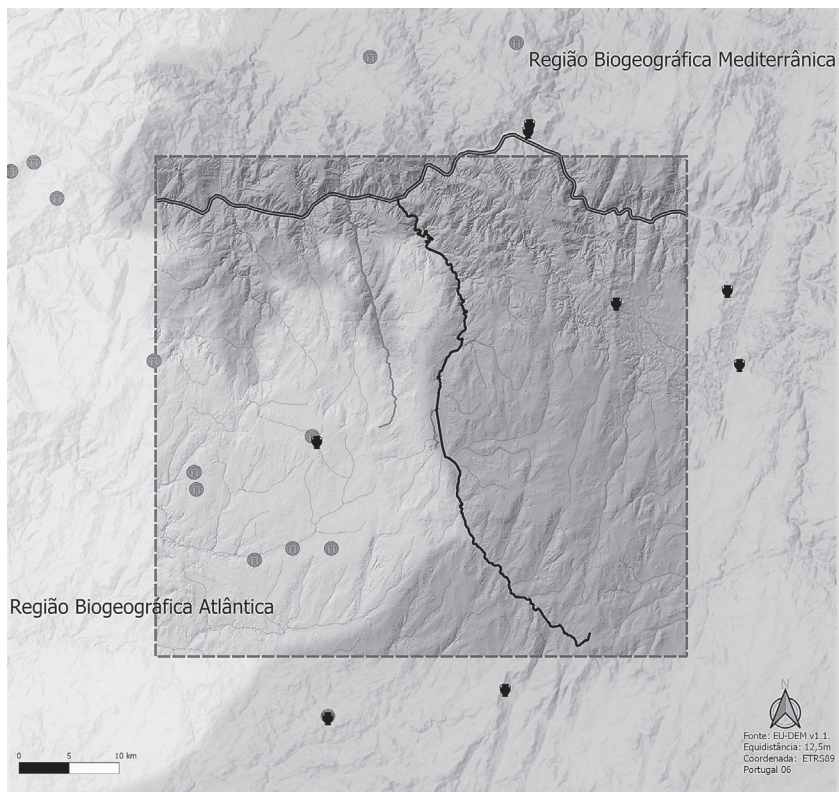 Região Biogeográfica Mediterrânica
Região Biogeográfica Atlântica
N
0 5 10 km
Fonte: EU-DEM v1.1.
Equidistância: 12,5m
Coordenada: ETRS89
Portugal 06